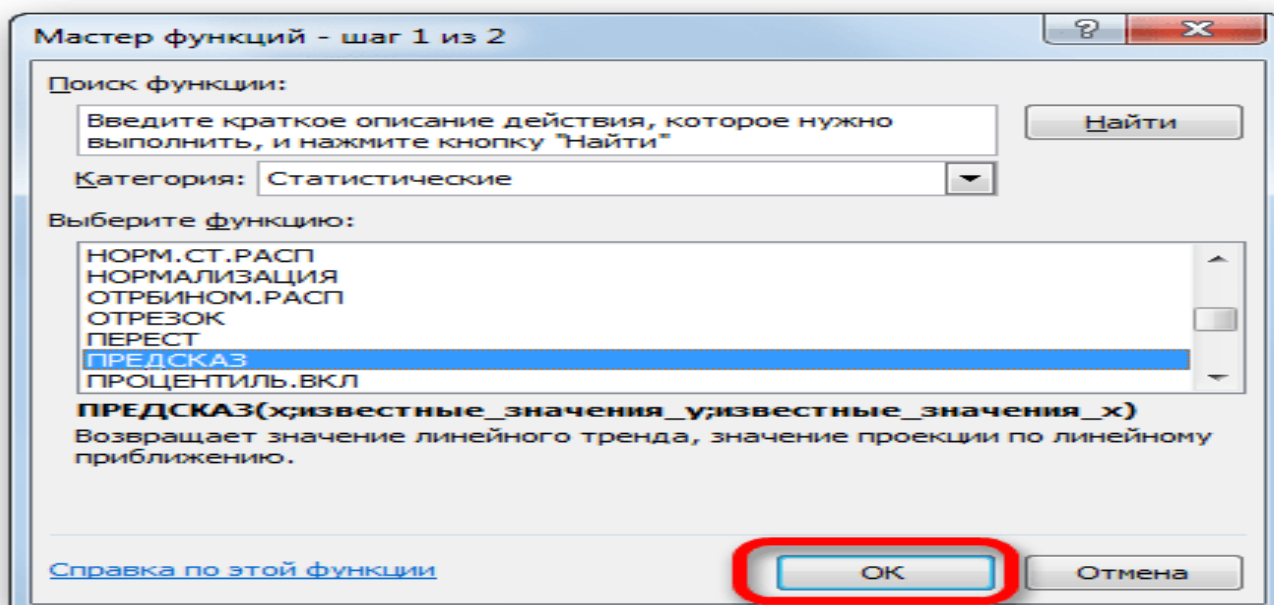 Мастер функций - шаг 1 из 2
Поиск функции:
Введите краткое описание действия, которое нужно
выполнить, и нажмите кнопку "Найти"
Найти
Категория: Статистические
Выберите функцию:
НОРМ.СТ.РАСП
НОРМАЛИЗАЦИЯ
ОТРБИНОМ.РАСП
ОТРЕЗОК
ПЕРЕСТ
ПРЕДСКАЗ
ПРОЦЕНТИЛЬ.ВКЛ
ПРЕДСКАЗ(x;известные_значения_y;известные_значения_x)
Возвращает значение линейного тренда, значение проекции по линейному
приближению.
Справка по этой функции
ОК
Отмена